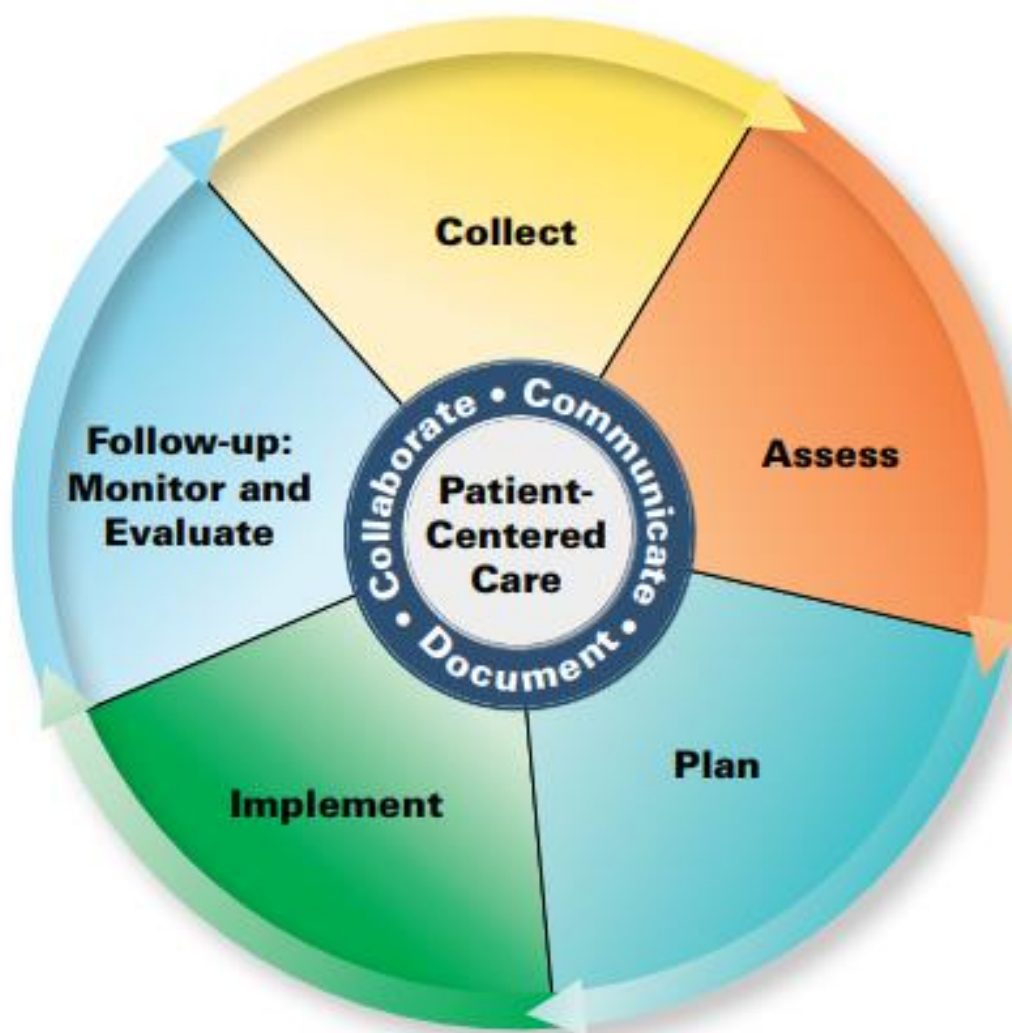 Collect
Assess
Plan
Implement
Follow-up:
Monitor and
Evaluate
Collaborate • Communicate • Document •
Patient-
Centered
Care